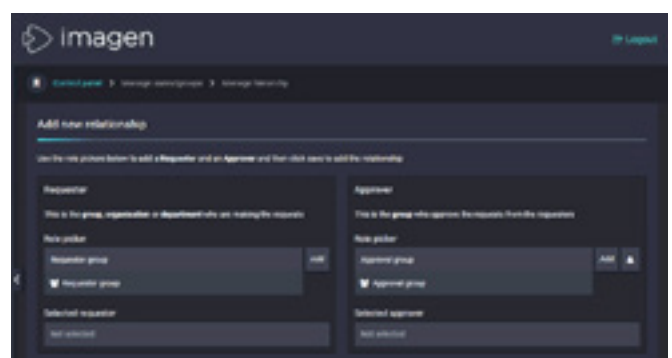 imagen
Logout
Control panel > Manage users/groups > Manage hierarchy
Add new relationship
Use the role pickers below to add a Requester and an Approver and then click save to add the relationship
Requester
This is the group, organisation or department who are making the requests
Role picker
Requester group
Add
Requester group
Selected requester
Not selected
Approver
This is the group who approve the requests from the requesters
Role picker
Approval group
Add
Approval group
Selected approver
Not selected